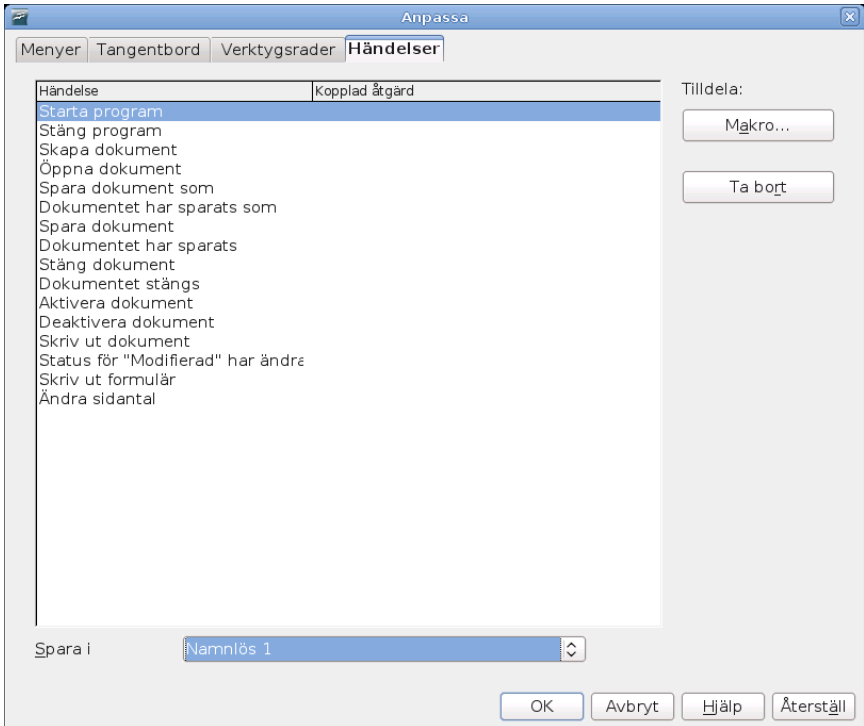 Anpassa
Menyer Tangentbord Verktygsrader Händelser
Händelse Kopplad åtgärd
Tilldela:
Starta program
Makro...
Stäng program
Skapa dokument
Öppna dokument
Ta bort
Spara dokument som
Dokumentet har sparats som
Spara dokument
Dokumentet har sparats
Stäng dokument
Dokumentet stängs
Aktivera dokument
Deaktivera dokument
Skriv ut dokument
Status för "Modifierad" har ändra
Skriv ut formulär
Ändra sidantal
Spara i Namnlös 1
OK Avbryt Hjälp Återställ